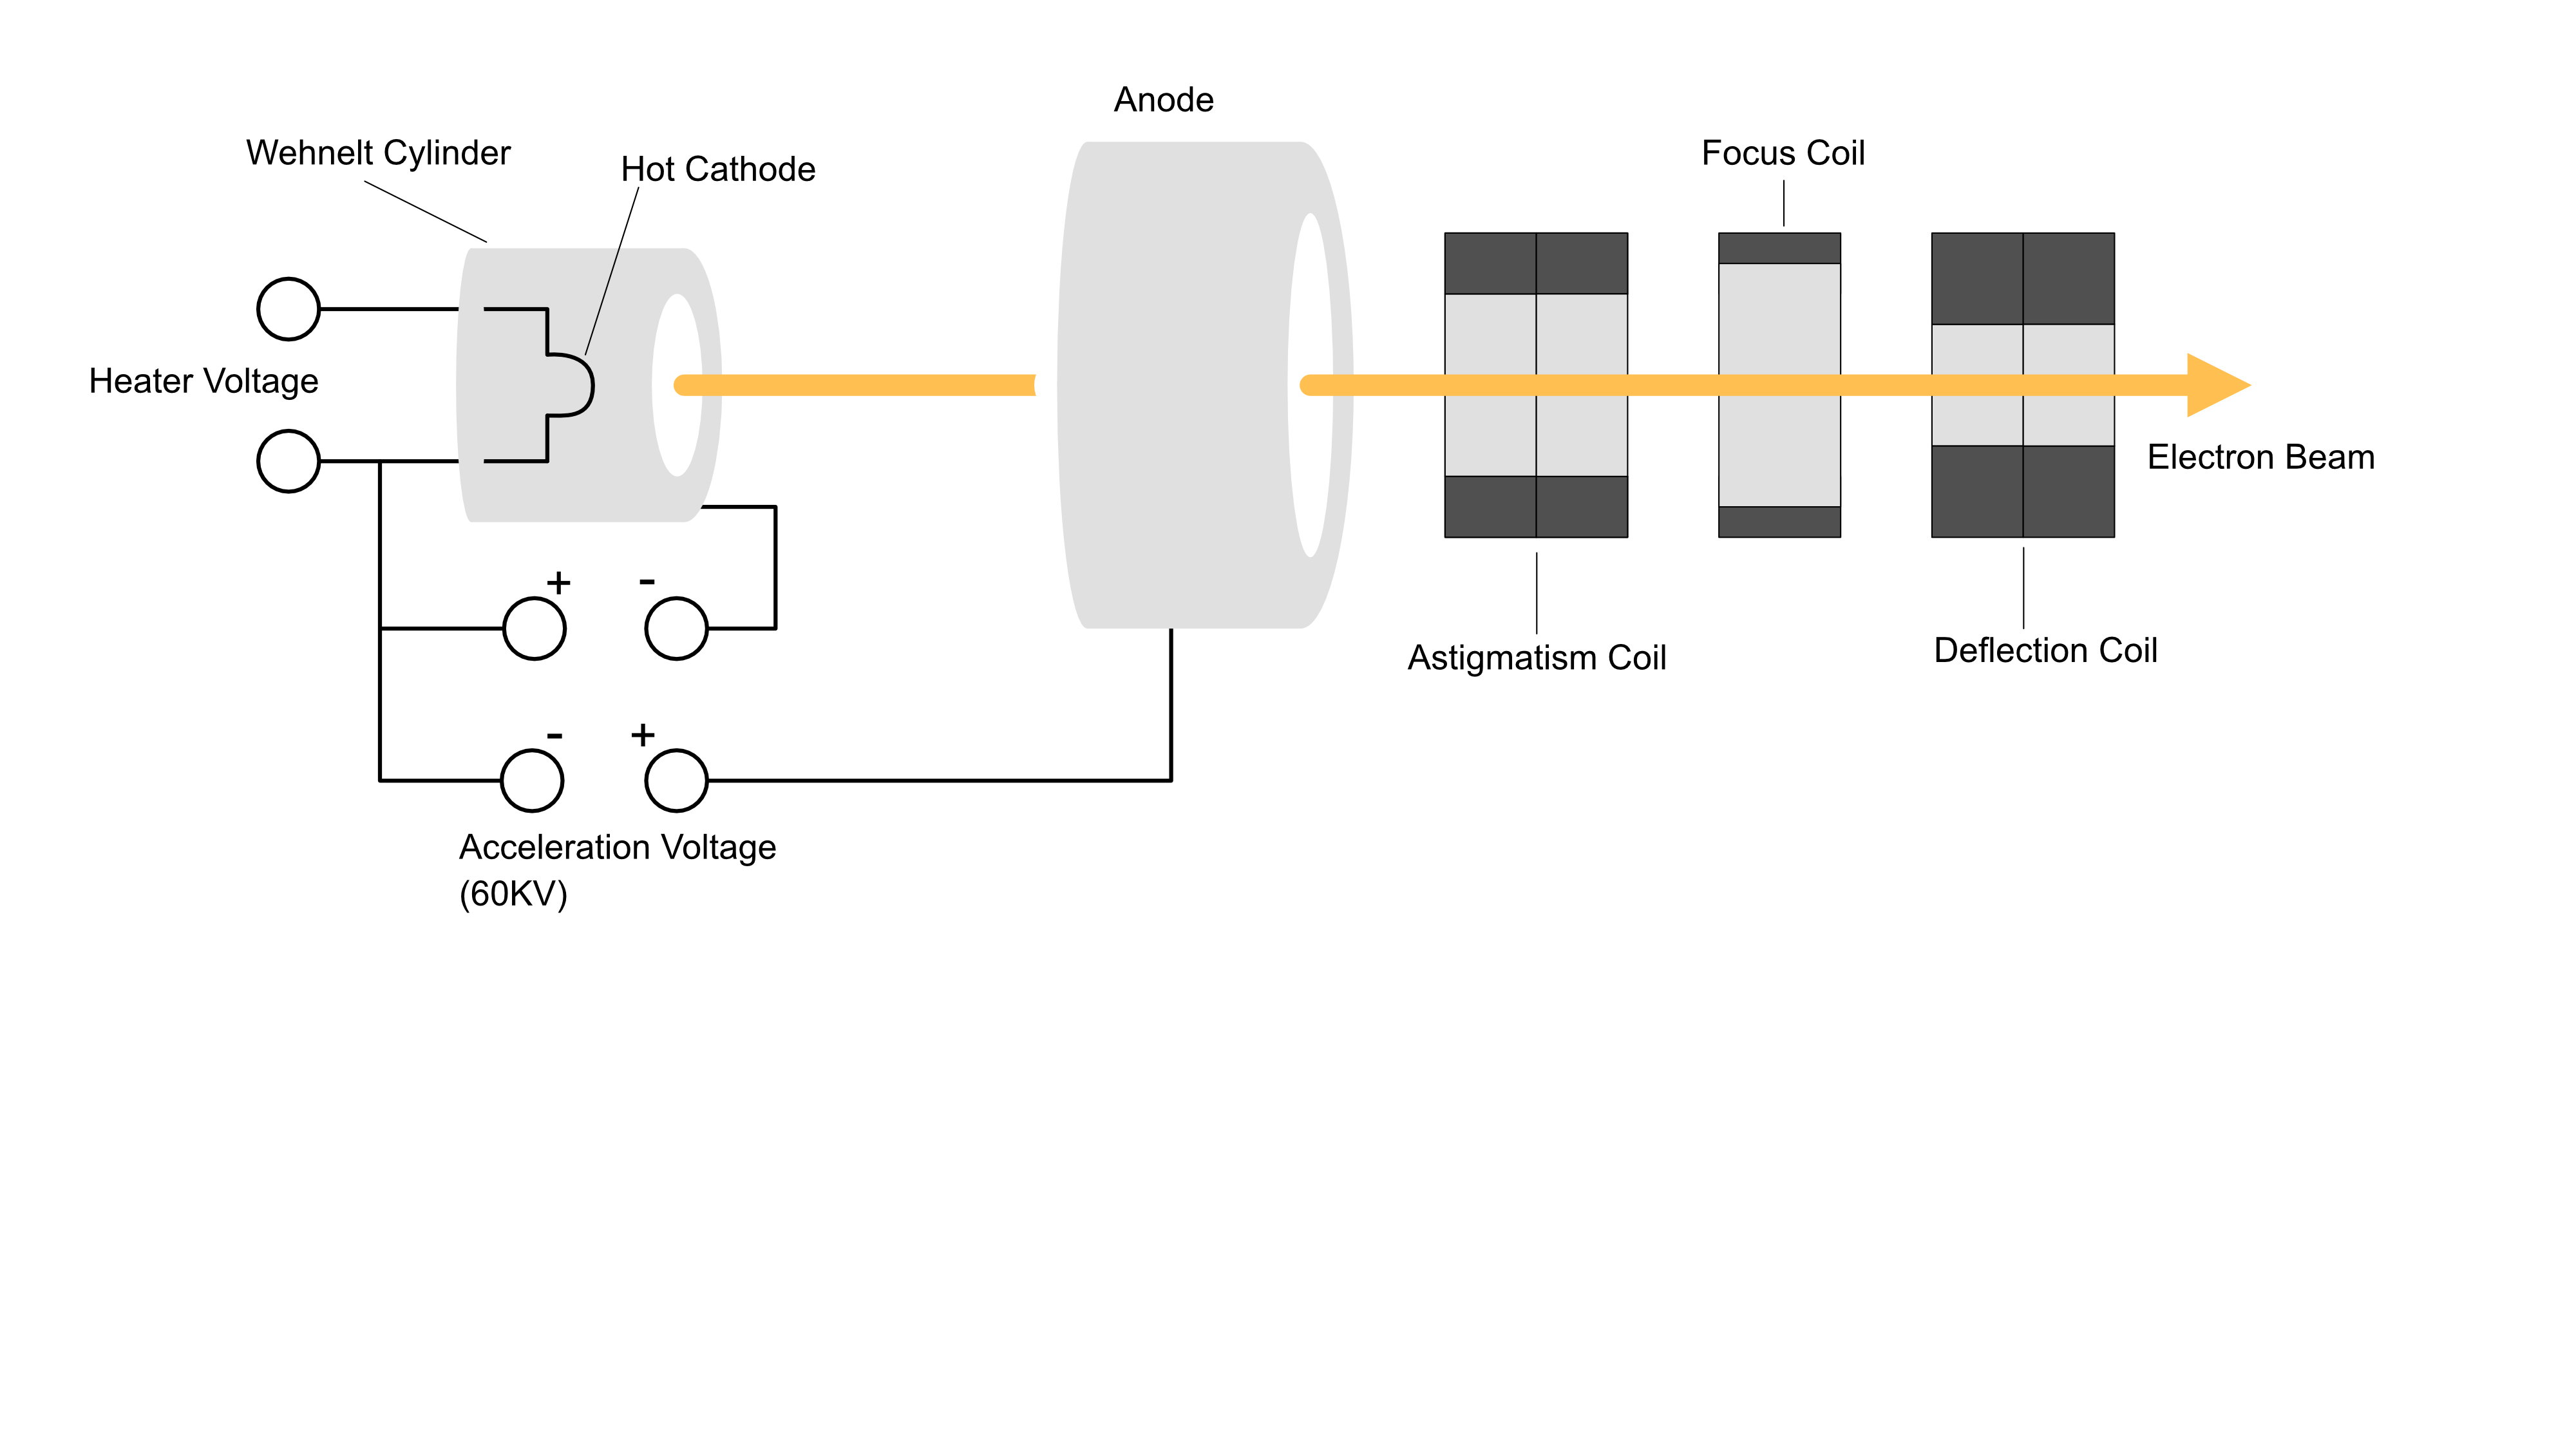 Anode
Wehnelt Cylinder
Hot Cathode
Focus Coil
Heater Voltage
Electron Beam
+ -
Astigmatism Coil
Deflection Coil
- +
Acceleration Voltage
(60KV)